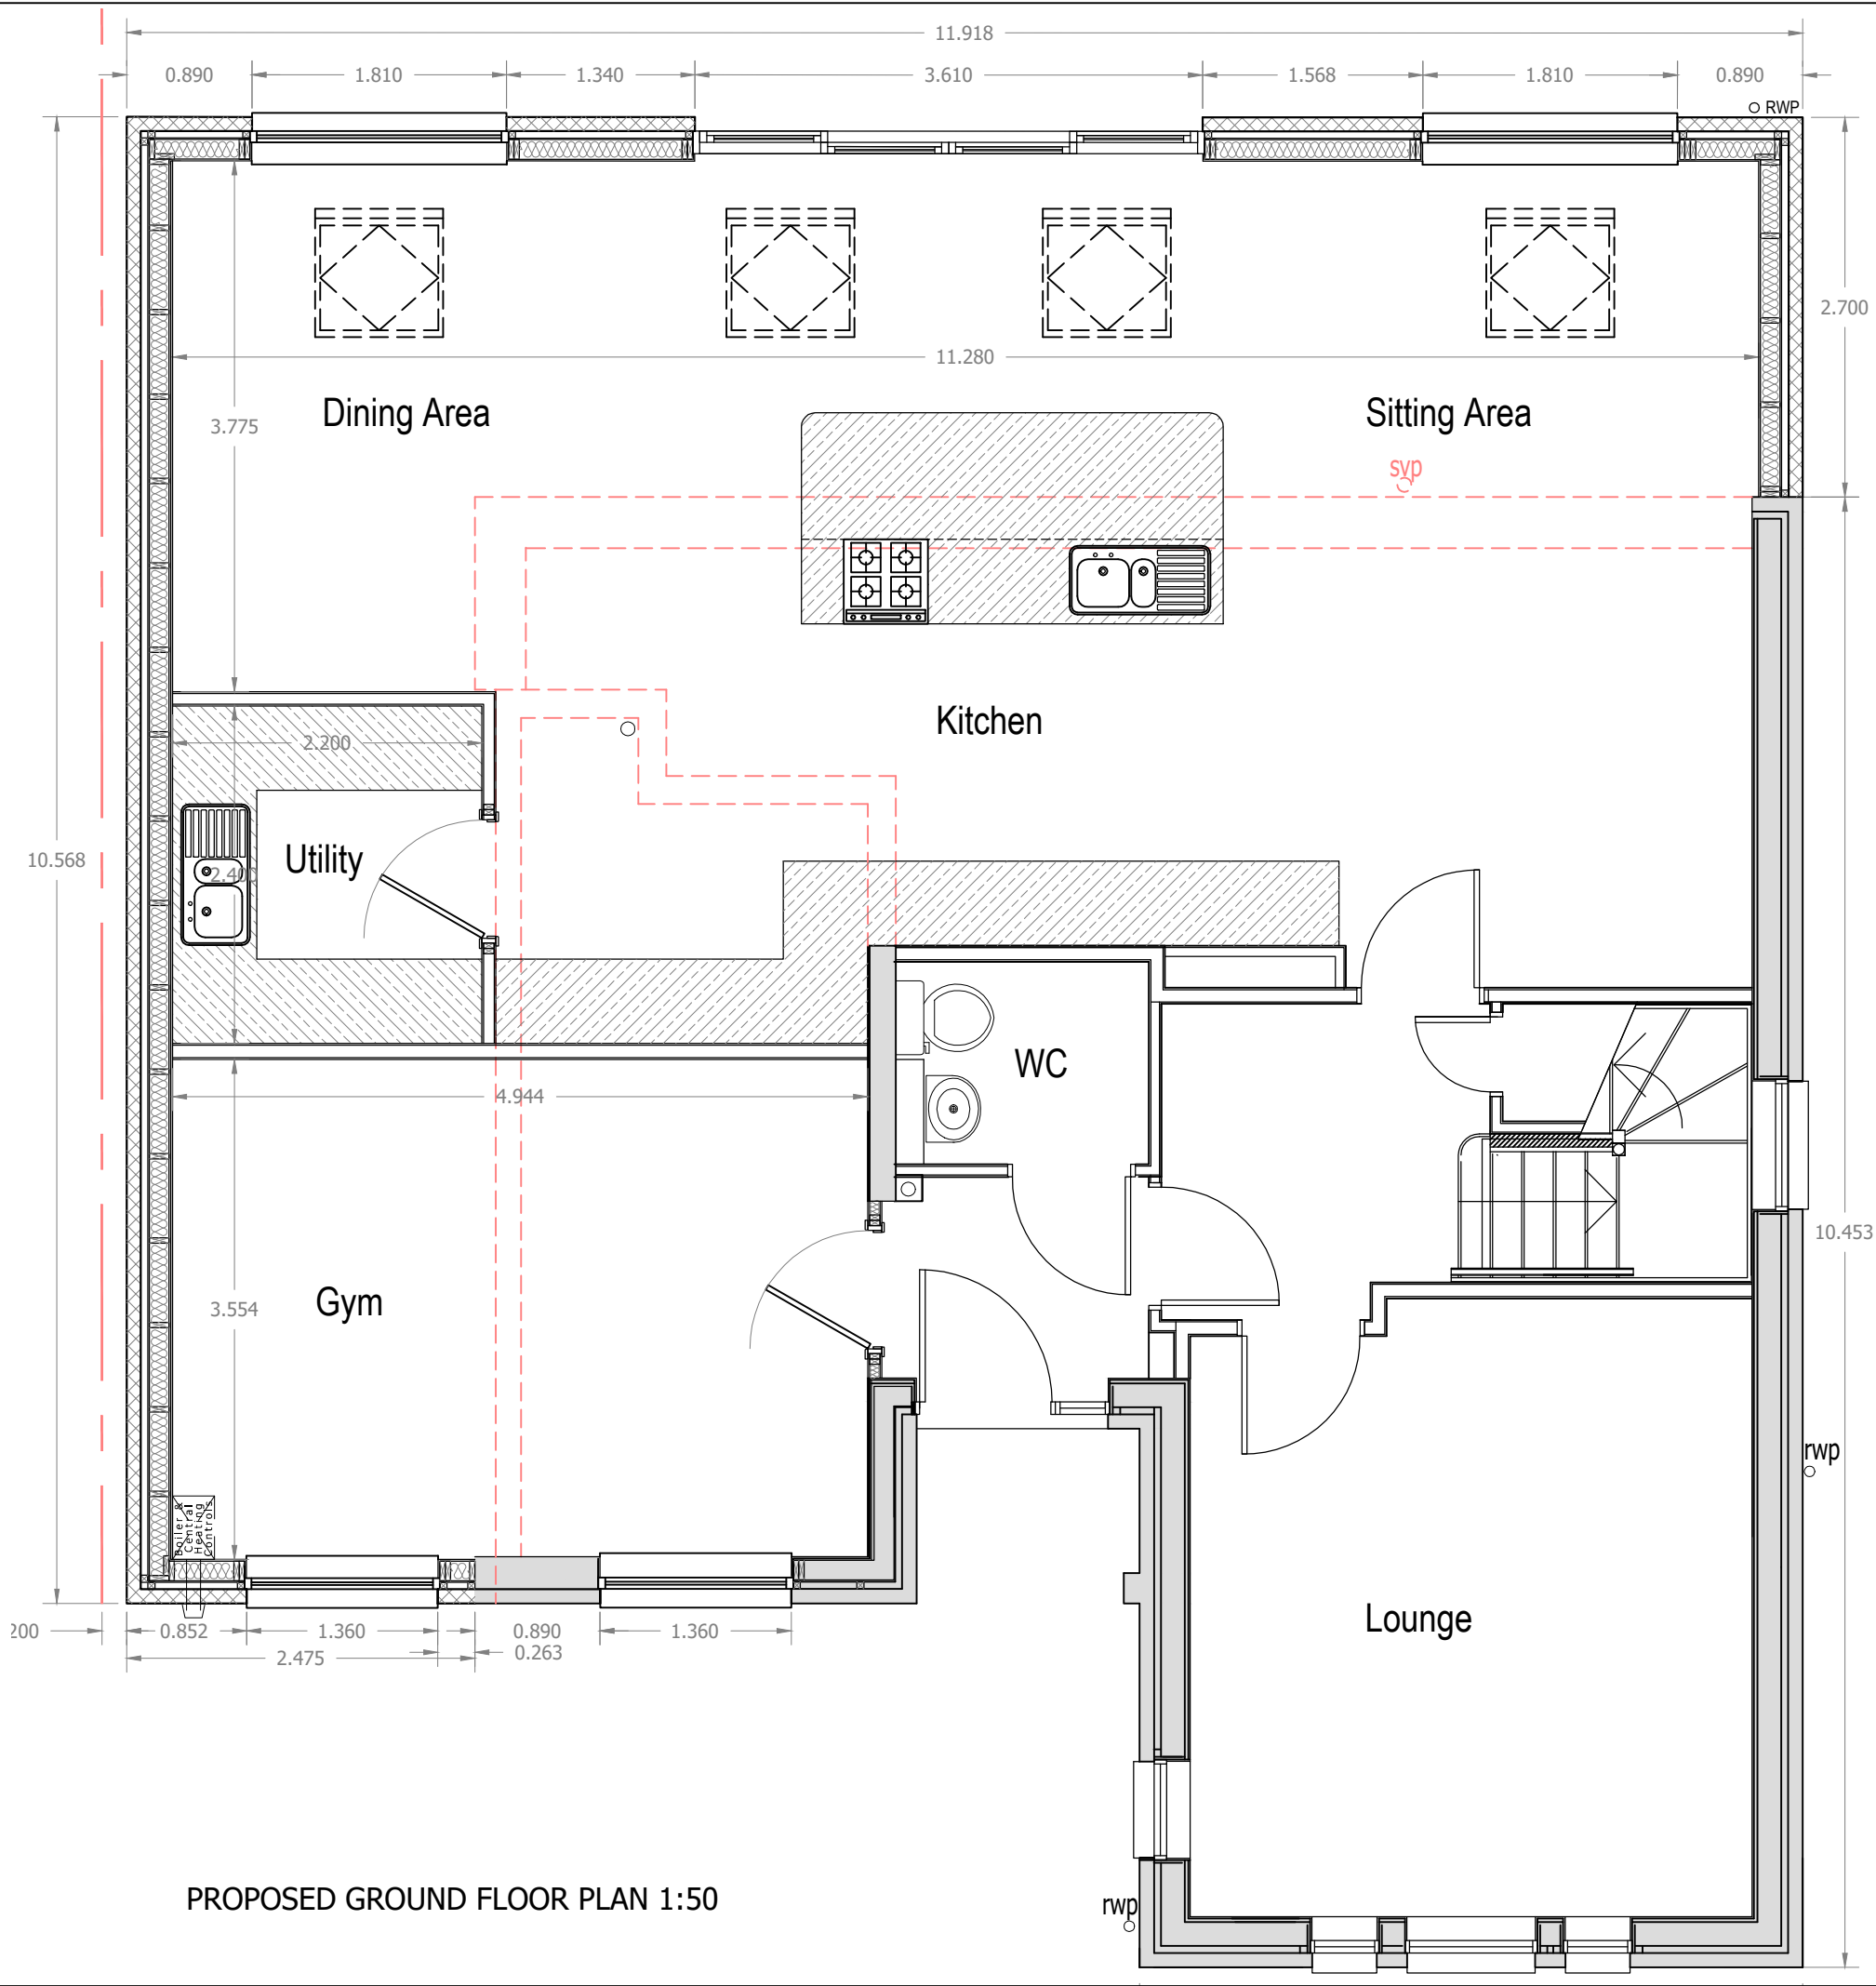 11.918
0.890 1.810 1.340 3.610 1.568 1.810 0.890
RWP
2.700
11.280
Dining Area
Sitting Area
3.775
svp
Kitchen
2.200
10.568
Utility
2.400
WC
4.944
10.453
Gym
3.554
rwp
Boiler &
Central
Heating
Controls
200 0.852 1.360 0.890 1.360
2.475 0.263
Lounge
PROPOSED GROUND FLOOR PLAN 1:50
rwp